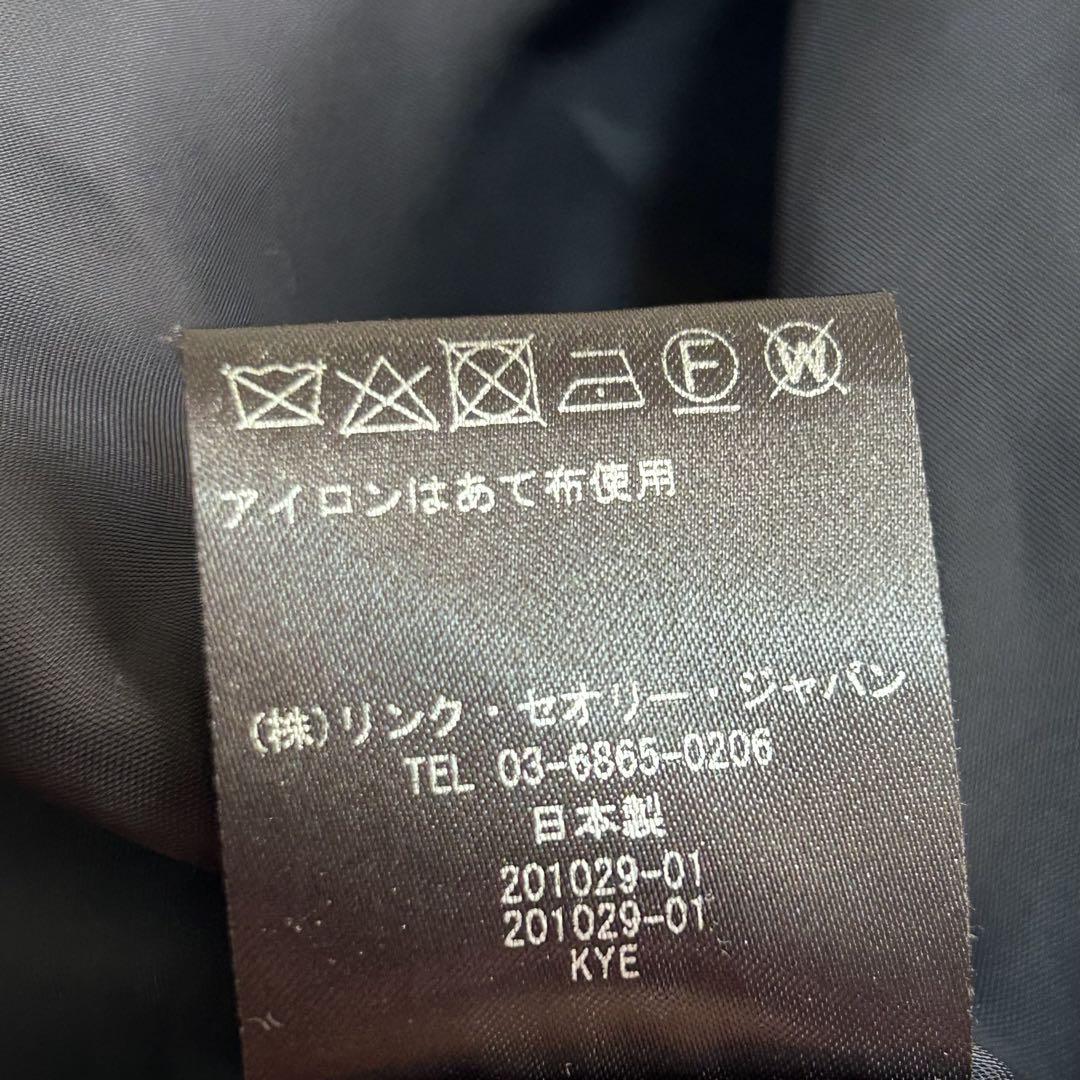 F W
アイロンはあて布使用
(株)リンク・セオリー・ジャパン
TEL 03-6865-0206
日本製
201029-01
201029-01
KYE